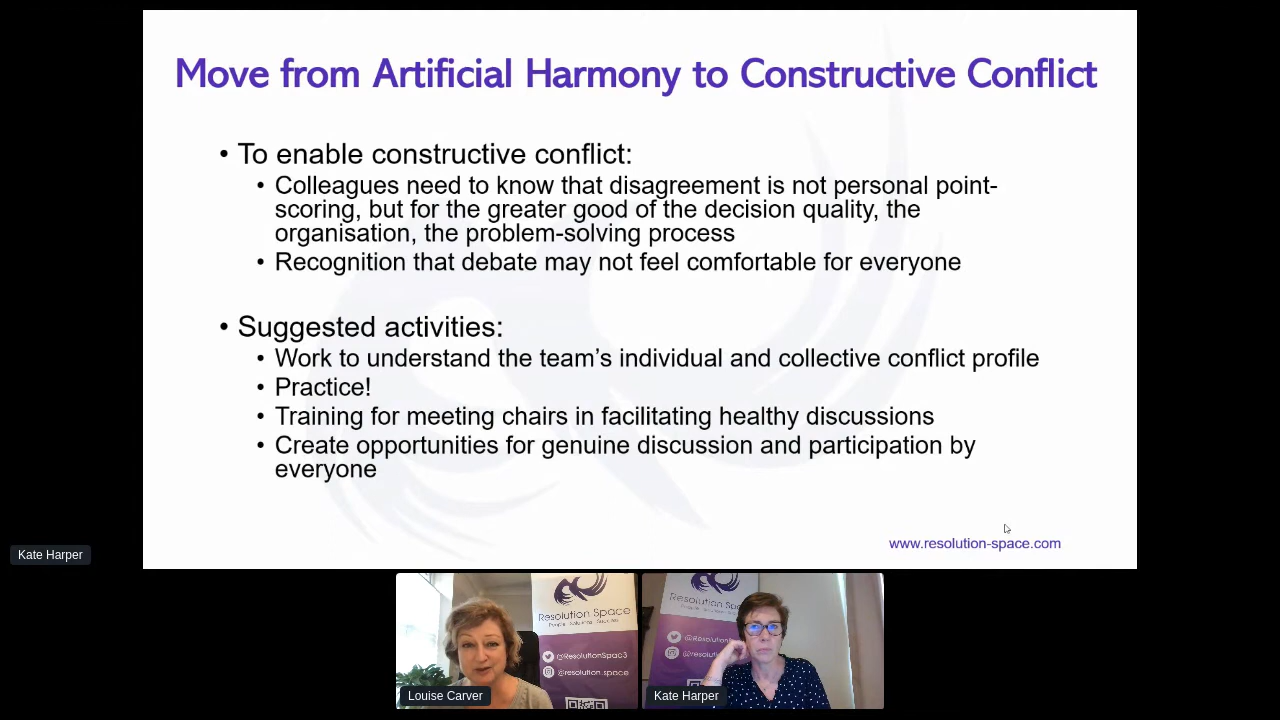 Move from Artificial Harmony to Constructive Conflict
• To enable constructive conflict:
• Colleagues need to know that disagreement is not personal point-
scoring, but for the greater good of the decision quality, the
organisation, the problem-solving process
• Recognition that debate may not feel comfortable for everyone
• Suggested activities:
• Work to understand the team’s individual and collective conflict profile
• Practice!
• Training for meeting chairs in facilitating healthy discussions
• Create opportunities for genuine discussion and participation by
everyone
www.resolution-space.com
Kate Harper
Resolution Space
@ResolutionSpac3
@resolution.space
Louise Carver
Resolution Spa
@Resolution
@resolut
Kate Harper